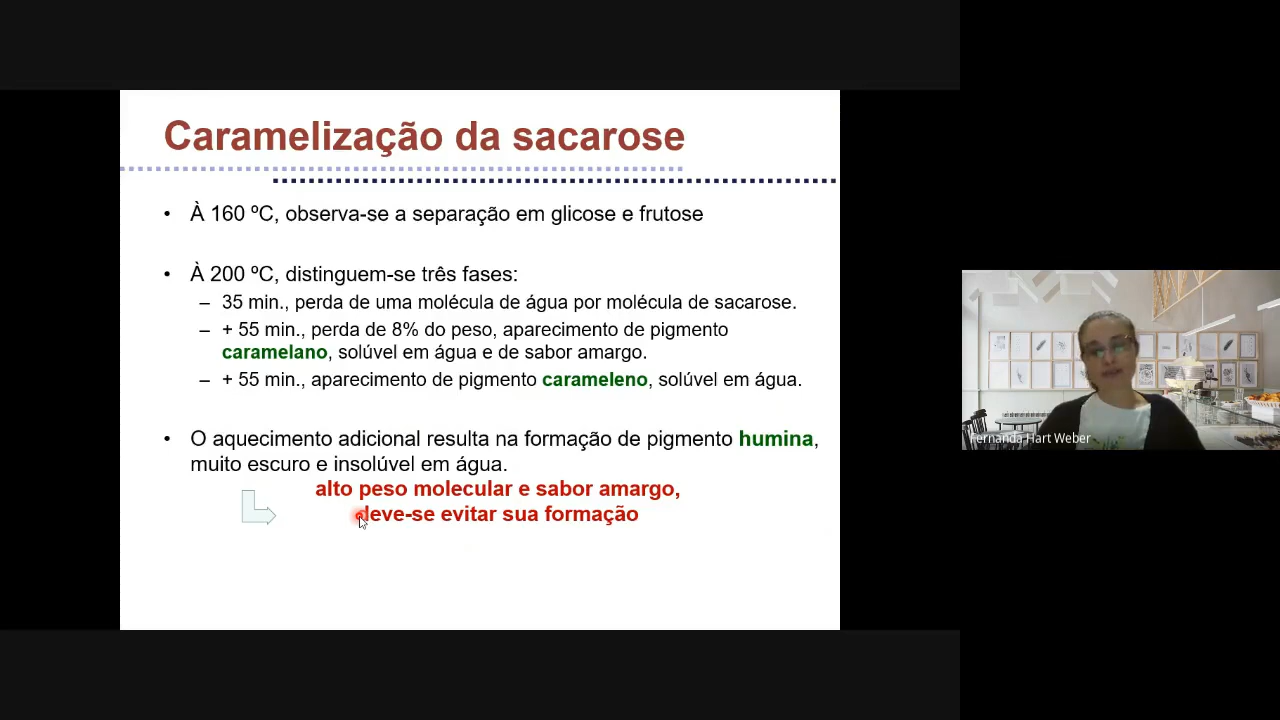 Caramelização da sacarose
• À 160 ºC, observa-se a separação em glicose e frutose
• À 200 ºC, distinguem-se três fases:
– 35 min., perda de uma molécula de água por molécula de sacarose.
– + 55 min., perda de 8% do peso, aparecimento de pigmento
caramelano, solúvel em água e de sabor amargo.
– + 55 min., aparecimento de pigmento carameleno, solúvel em água.
• O aquecimento adicional resulta na formação de pigmento humina,
muito escuro e insolúvel em água.
alto peso molecular e sabor amargo,
deve-se evitar sua formação
Fernanda Hart Weber